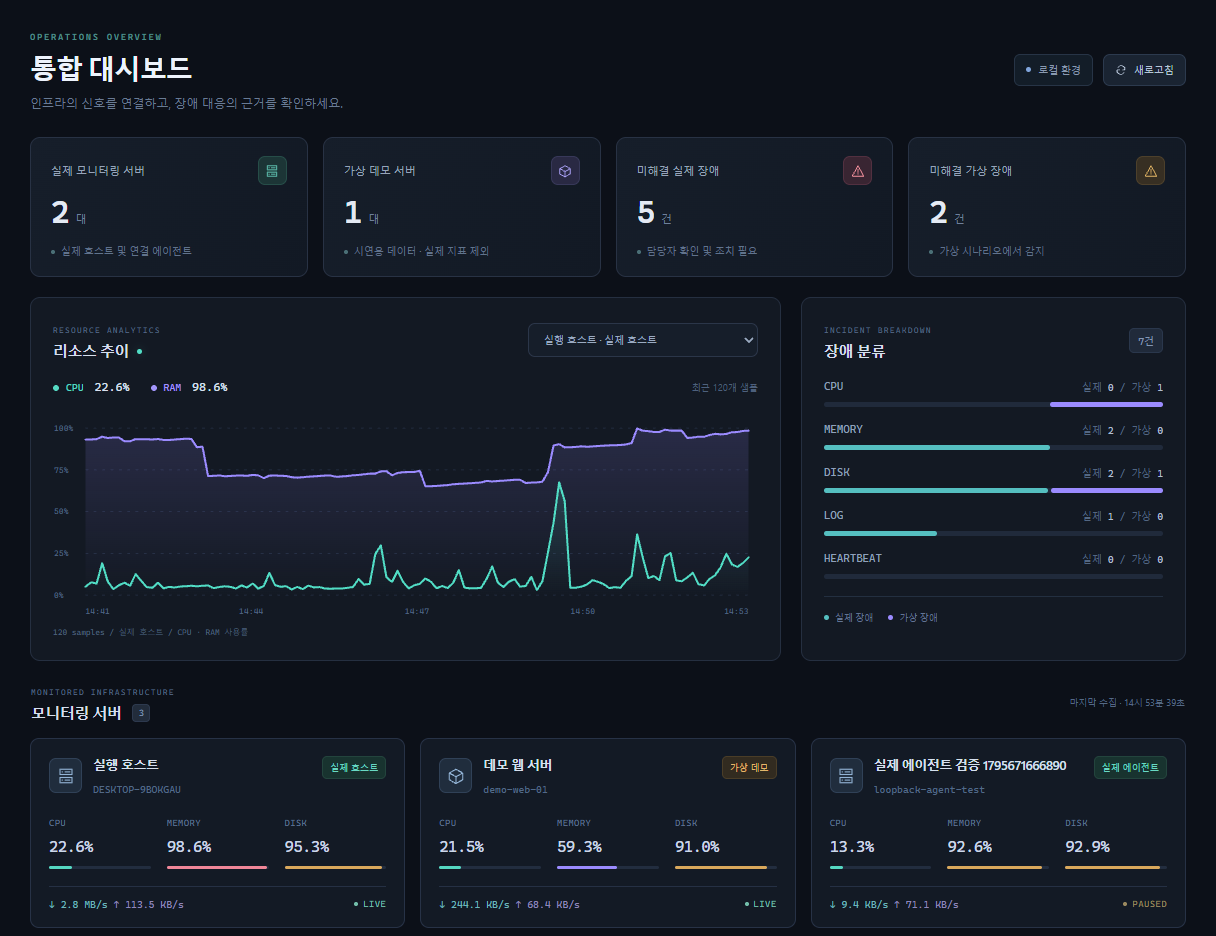 OPERATIONS OVERVIEW
통합 대시보드
인프라의 신호를 연결하고, 장애 대응의 근거를 확인하세요.
로컬 환경
새로고침
실제 모니터링 서버
2 대
실제 호스트 및 연결 에이전트
가상 데모 서버
1 대
시연용 데이터 · 실제 지표 제외
미해결 실제 장애
5 건
담당자 확인 및 조치 필요
미해결 가상 장애
2 건
가상 시나리오에서 감지
RESOURCE ANALYTICS
리소스 추이
실행 호스트 · 실제 호스트
CPU 22.6% RAM 98.6%
최근 120개 샘플
100%
75%
50%
25%
0%
14:41 14:44 14:47 14:50 14:53
120 samples / 실제 호스트 / CPU · RAM 사용률
INCIDENT BREAKDOWN
장애 분류
7건
CPU 실제 0 / 가상 1
MEMORY 실제 2 / 가상 0
DISK 실제 2 / 가상 1
LOG 실제 1 / 가상 0
HEARTBEAT 실제 0 / 가상 0
실제 장애 가상 장애
MONITORED INFRASTRUCTURE
모니터링 서버 3
마지막 수집 · 14시 53분 39초
실행 호스트
실제 호스트
DESKTOP-9BOKGAU
CPU MEMORY DISK
22.6% 98.6% 95.3%
↓ 2.8 MB/s ↑ 113.5 KB/s
LIVE
데모 웹 서버
가상 데모
demo-web-01
CPU MEMORY DISK
21.5% 59.3% 91.0%
↓ 244.1 KB/s ↑ 68.4 KB/s
LIVE
실제 에이전트 검증 1795671666890
실제 에이전트
loopback-agent-test
CPU MEMORY DISK
13.3% 92.6% 92.9%
↓ 9.4 KB/s ↑ 71.1 KB/s
PAUSED